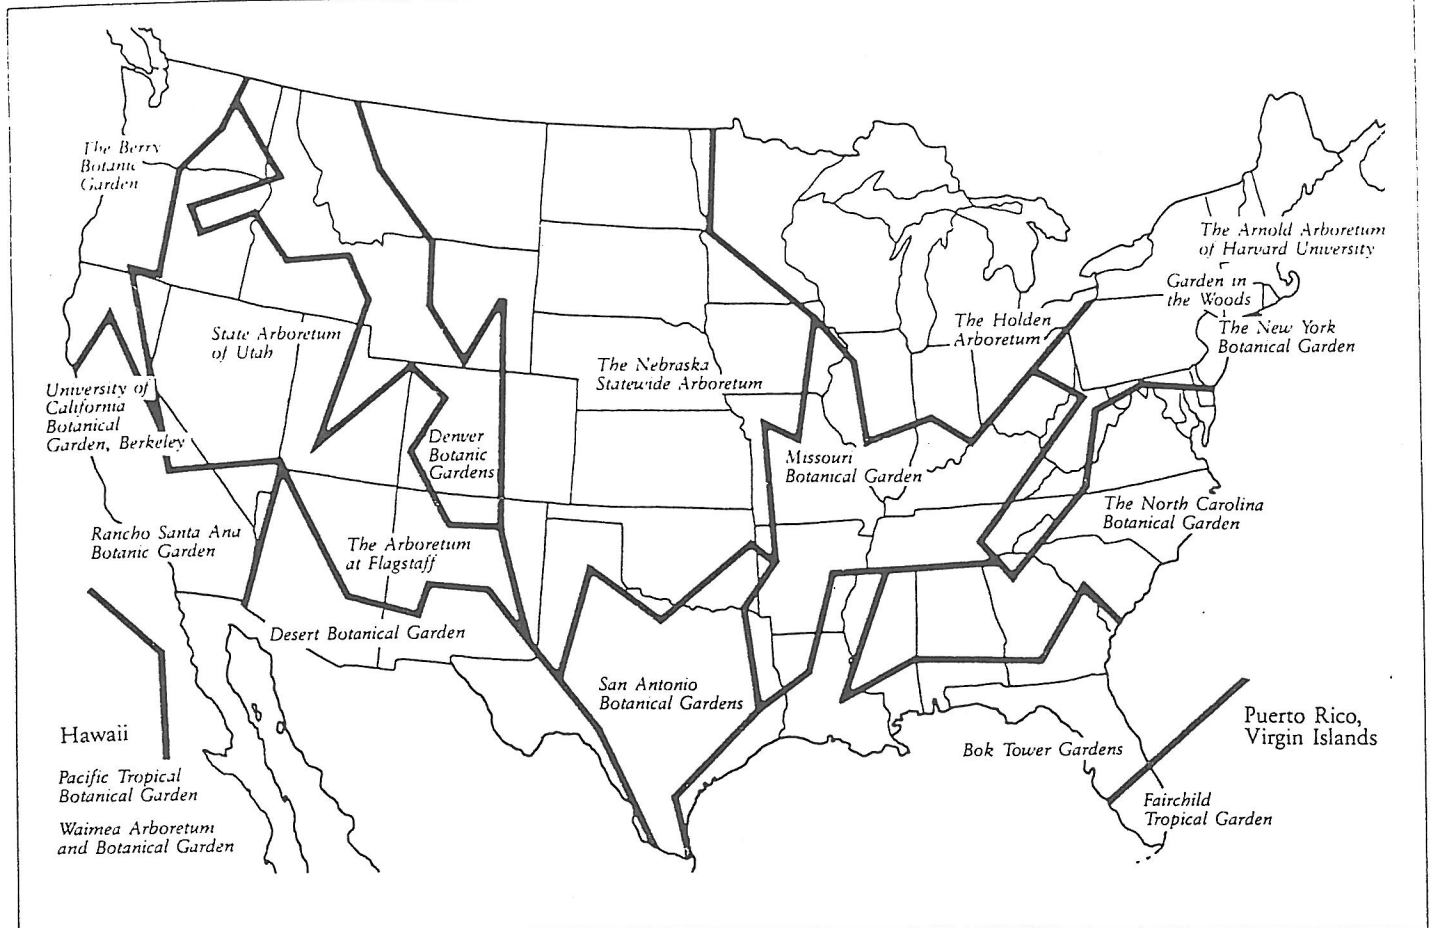 The Berry
Botanic
Garden
The Arnold Arboretum
of Harvard University
Garden in
the Woods
The New York
Botanical Garden
The Holden
Arboretum
State Arboretum
of Utah
The Nebraska
Statewide Arboretum
University of
California
Botanical
Garden, Berkeley
Denver
Botanic
Gardens
Missouri
Botanical Garden
The North Carolina
Botanical Garden
Rancho Santa Ana
Botanic Garden
The Arboretum
at Flagstaff
Desert Botanical Garden
San Antonio
Botanical Gardens
Hawaii
Pacific Tropical
Botanical Garden
Waimea Arboretum
and Botanical Garden
Bok Tower Gardens
Puerto Rico,
Virgin Islands
Fairchild
Tropical Garden